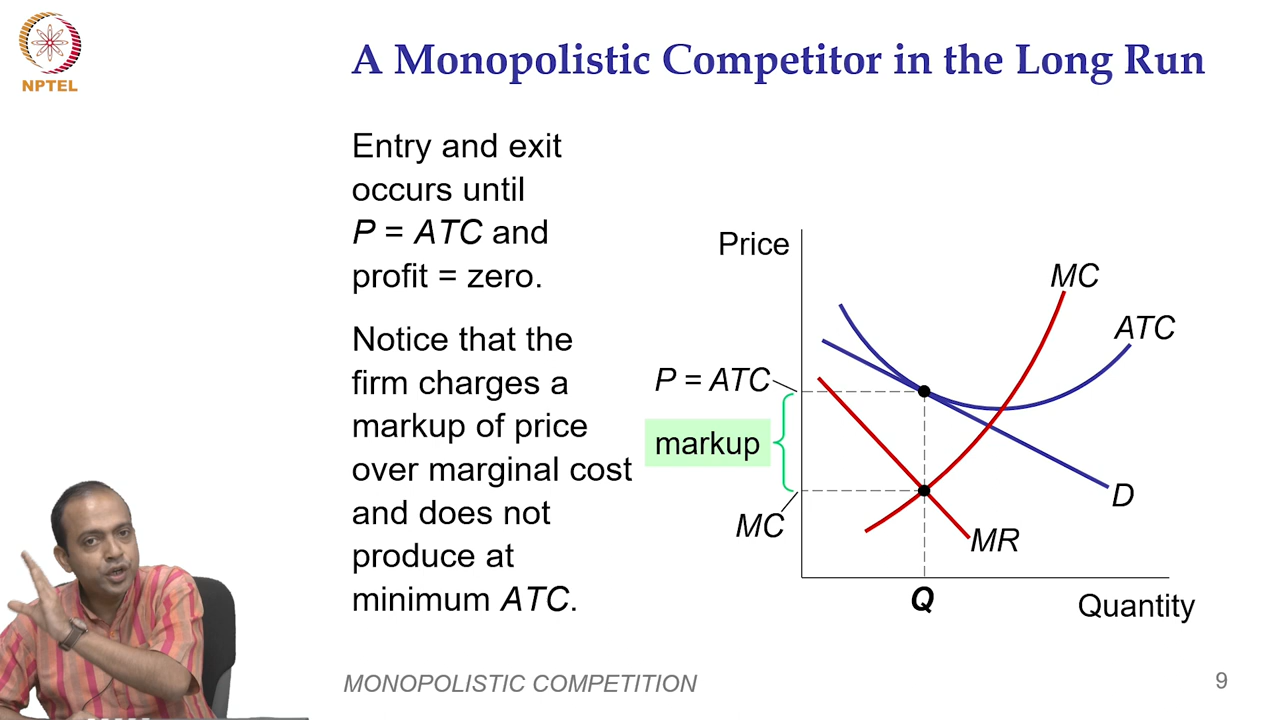 NPTEL
A Monopolistic Competitor in the Long Run
Entry and exit
occurs until
P = ATC and
profit = zero.
Notice that the
firm charges a
markup of price
over marginal cost
and does not
produce at
minimum ATC.
Price
MC
ATC
P = ATC
markup
MC
D
MR
Q
Quantity
MONOPOLISTIC COMPETITION
9